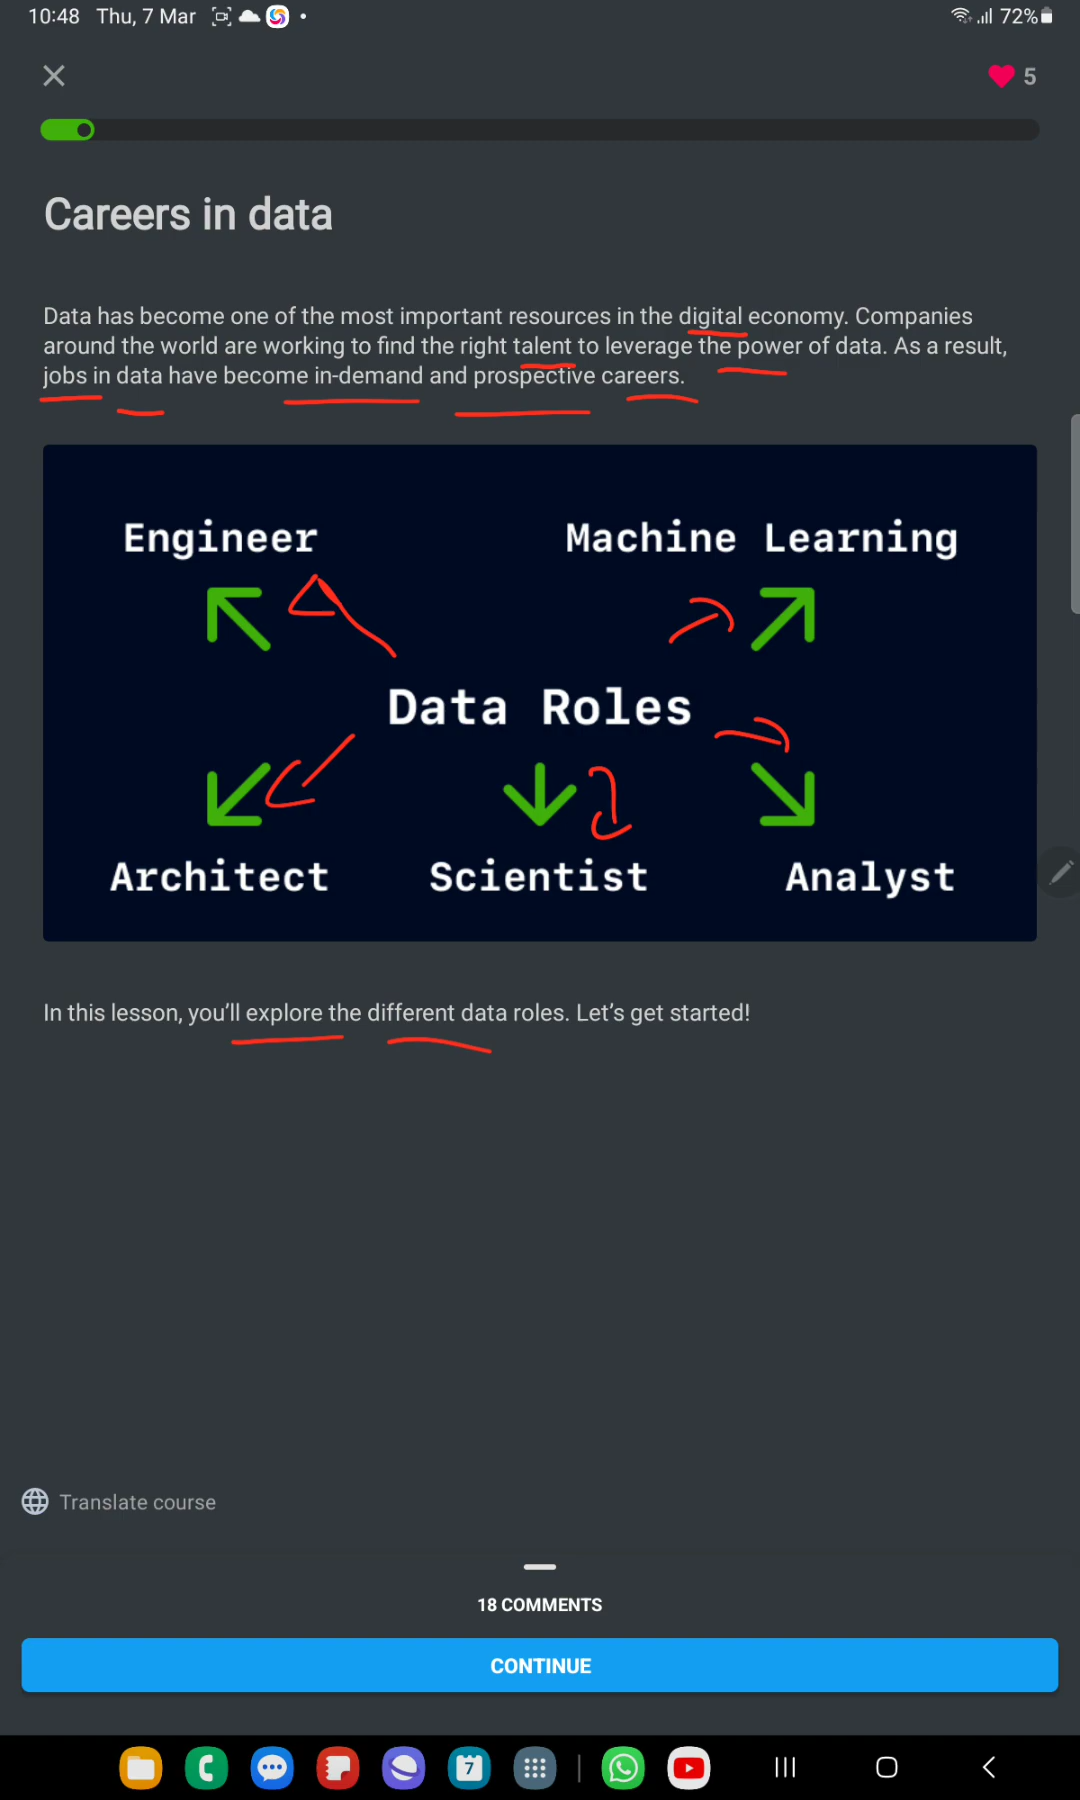 10:48 Thu, 7 Mar
72%
5
Careers in data
Data has become one of the most important resources in the digital economy. Companies
around the world are working to find the right talent to leverage the power of data. As a result,
jobs in data have become in-demand and prospective careers.
Engineer
Machine Learning
Data Roles
Architect
Scientist
Analyst
In this lesson, you'll explore the different data roles. Let's get started!
Translate course
18 COMMENTS
CONTINUE
7